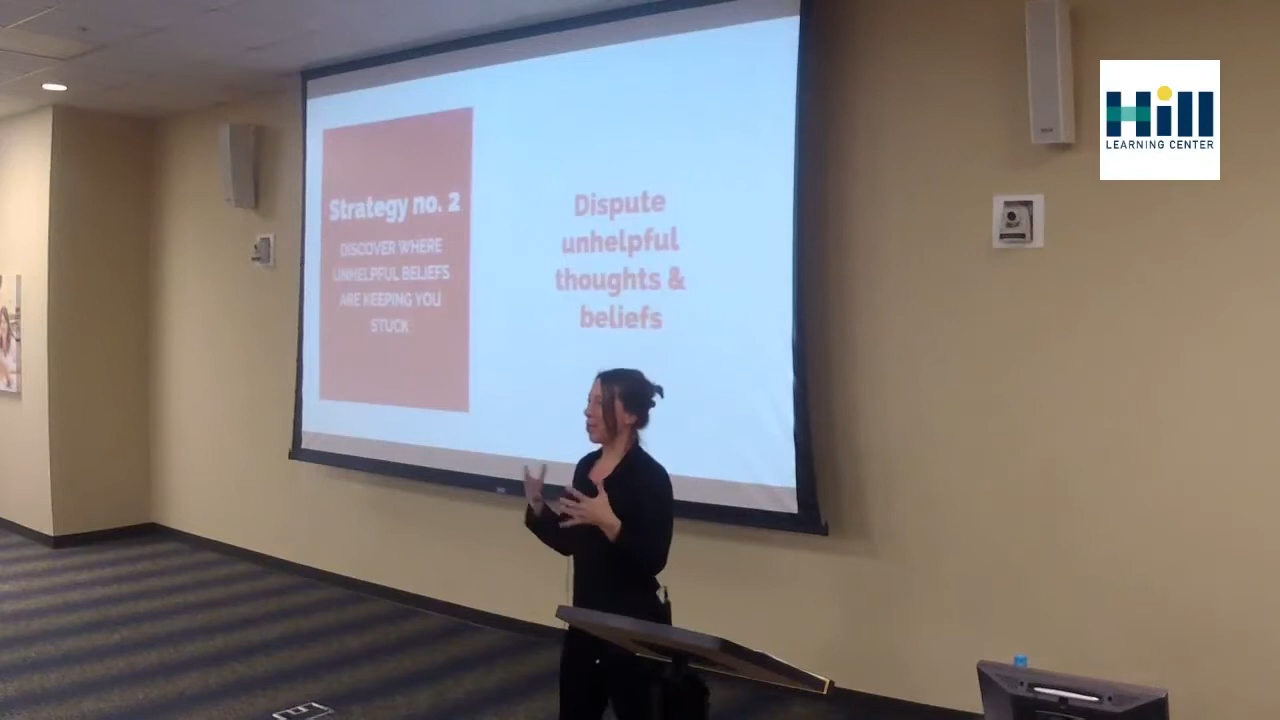 Strategy no. 2
DISCOVER WHERE
UNHELPFUL BELIEFS
ARE KEEPING YOU
STUCK
Dispute
unhelpful
thoughts &
beliefs
Hill
LEARNING CENTER